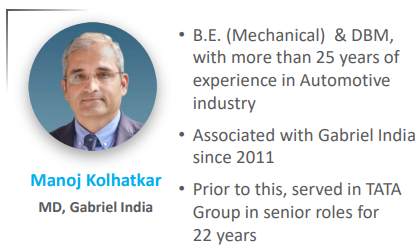 • B.E. (Mechanical) & DBM,
with more than 25 years of
experience in Automotive
industry
• Associated with Gabriel India
since 2011
• Prior to this, served in TATA
Group in senior roles for
22 years
Manoj Kolhatkar
MD, Gabriel India